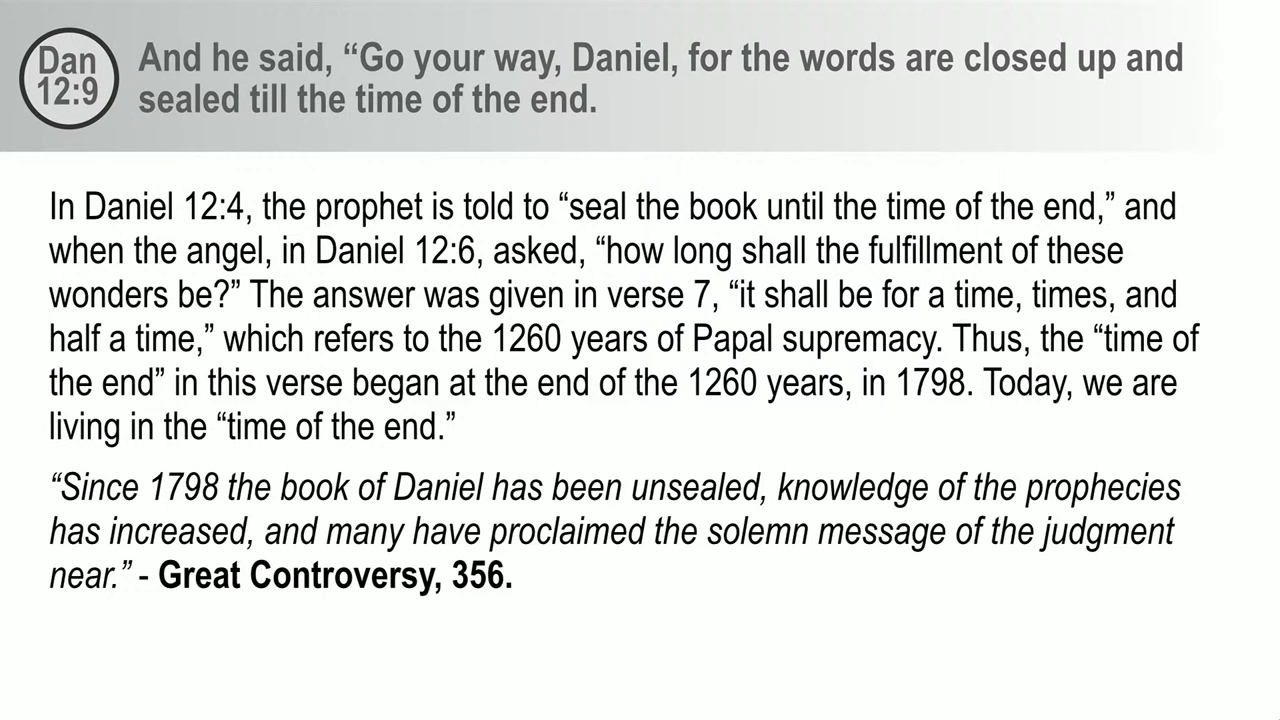 Dan
12:9
And he said, “Go your way, Daniel, for the words are closed up and
sealed till the time of the end.
In Daniel 12:4, the prophet is told to “seal the book until the time of the end,” and
when the angel, in Daniel 12:6, asked, “how long shall the fulfillment of these
wonders be?” The answer was given in verse 7, “it shall be for a time, times, and
half a time,” which refers to the 1260 years of Papal supremacy. Thus, the “time of
the end” in this verse began at the end of the 1260 years, in 1798. Today, we are
living in the “time of the end.”
“Since 1798 the book of Daniel has been unsealed, knowledge of the prophecies
has increased, and many have proclaimed the solemn message of the judgment
near.” - Great Controversy, 356.